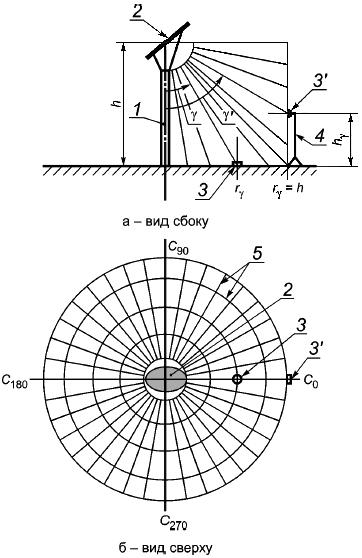 2
h
1
γ
γ'
3'
4
hγ
3
rγ
rγ = h
а – вид сбоку
C90
5
2
3
3'
C180
C0
C270
б – вид сверху